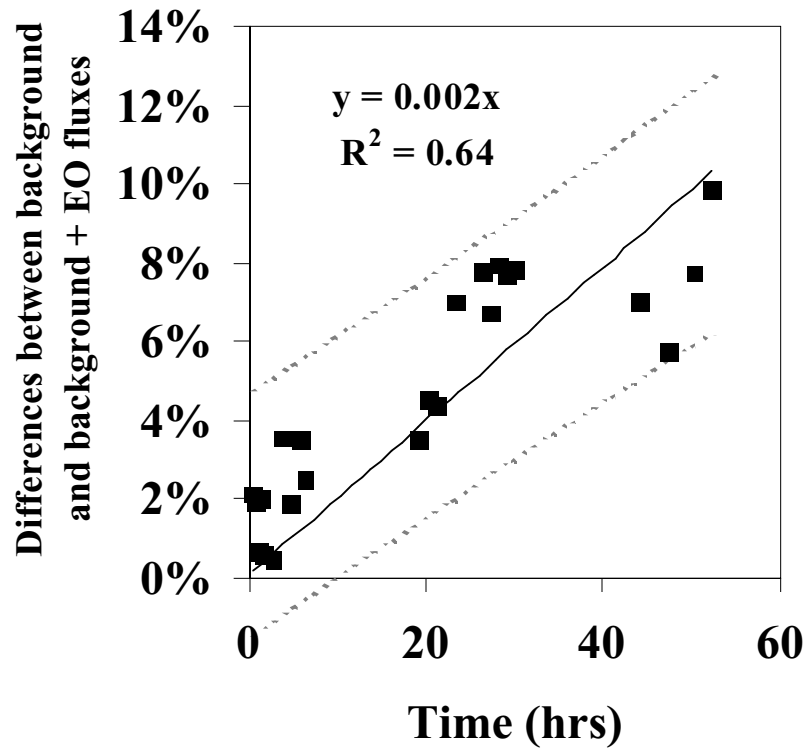 Differences between background
and background + EO fluxes
14%
12%
10%
8%
6%
4%
2%
0%
y = 0.002x
R² = 0.64
0 20 40 60
Time (hrs)